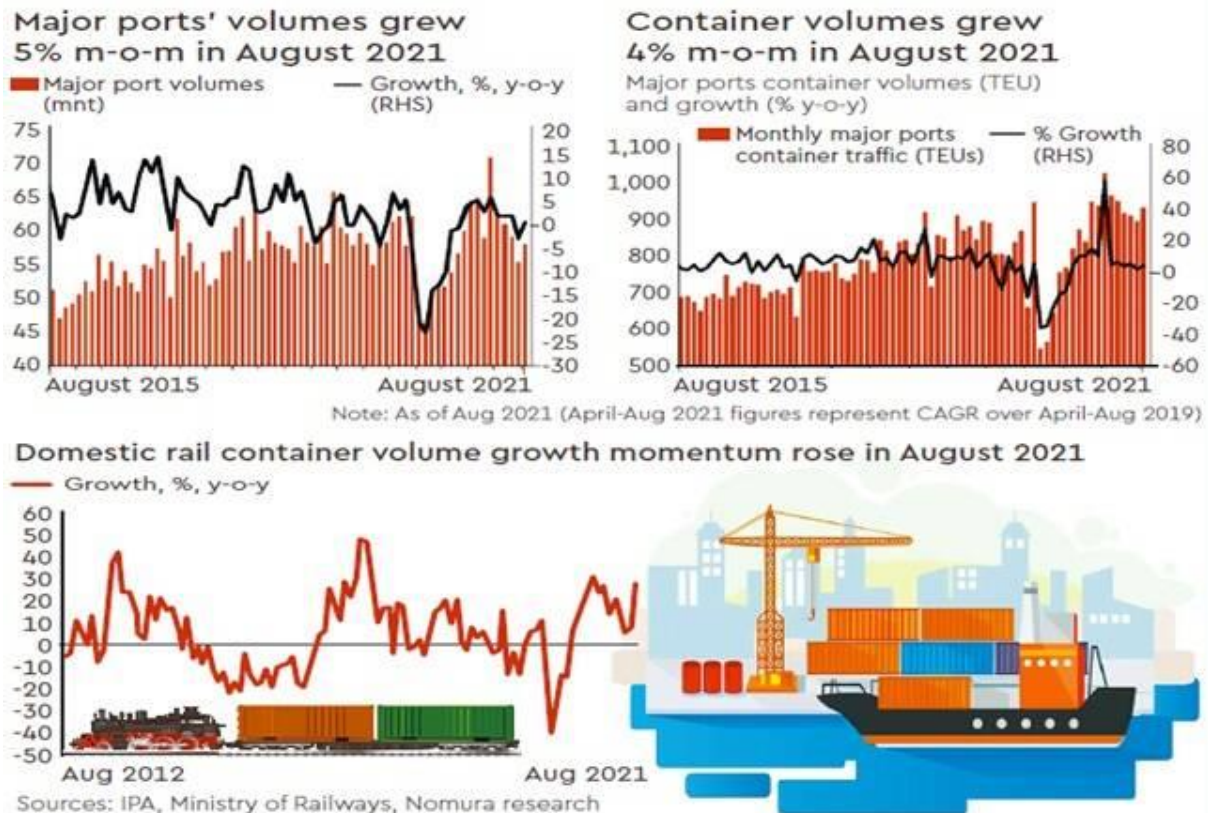 Major ports' volumes grew
5% m-o-m in August 2021
Major port volumes
(mnt)
Growth, %, y-o-y
(RHS)
75
70
65
60
55
50
45
40
20
15
10
5
0
-5
-10
-15
-20
-25
-30
August 2015
August 2021
Container volumes grew
4% m-o-m in August 2021
Major ports container volumes (TEU)
and growth (% y-o-y)
Monthly major ports
container traffic (TEUs)
% Growth
(RHS)
1,100
1,000
900
800
700
600
500
80
60
40
20
0
-20
-40
-60
August 2015
August 2021
Note: As of Aug 2021 (April-Aug 2021 figures represent CAGR over April-Aug 2019)
Domestic rail container volume growth momentum rose in August 2021
Growth, %, y-o-y
60
50
40
30
20
10
0
-10
-20
-30
-40
-50
Aug 2012
Aug 2021
Sources: IPA, Ministry of Railways, Nomura research